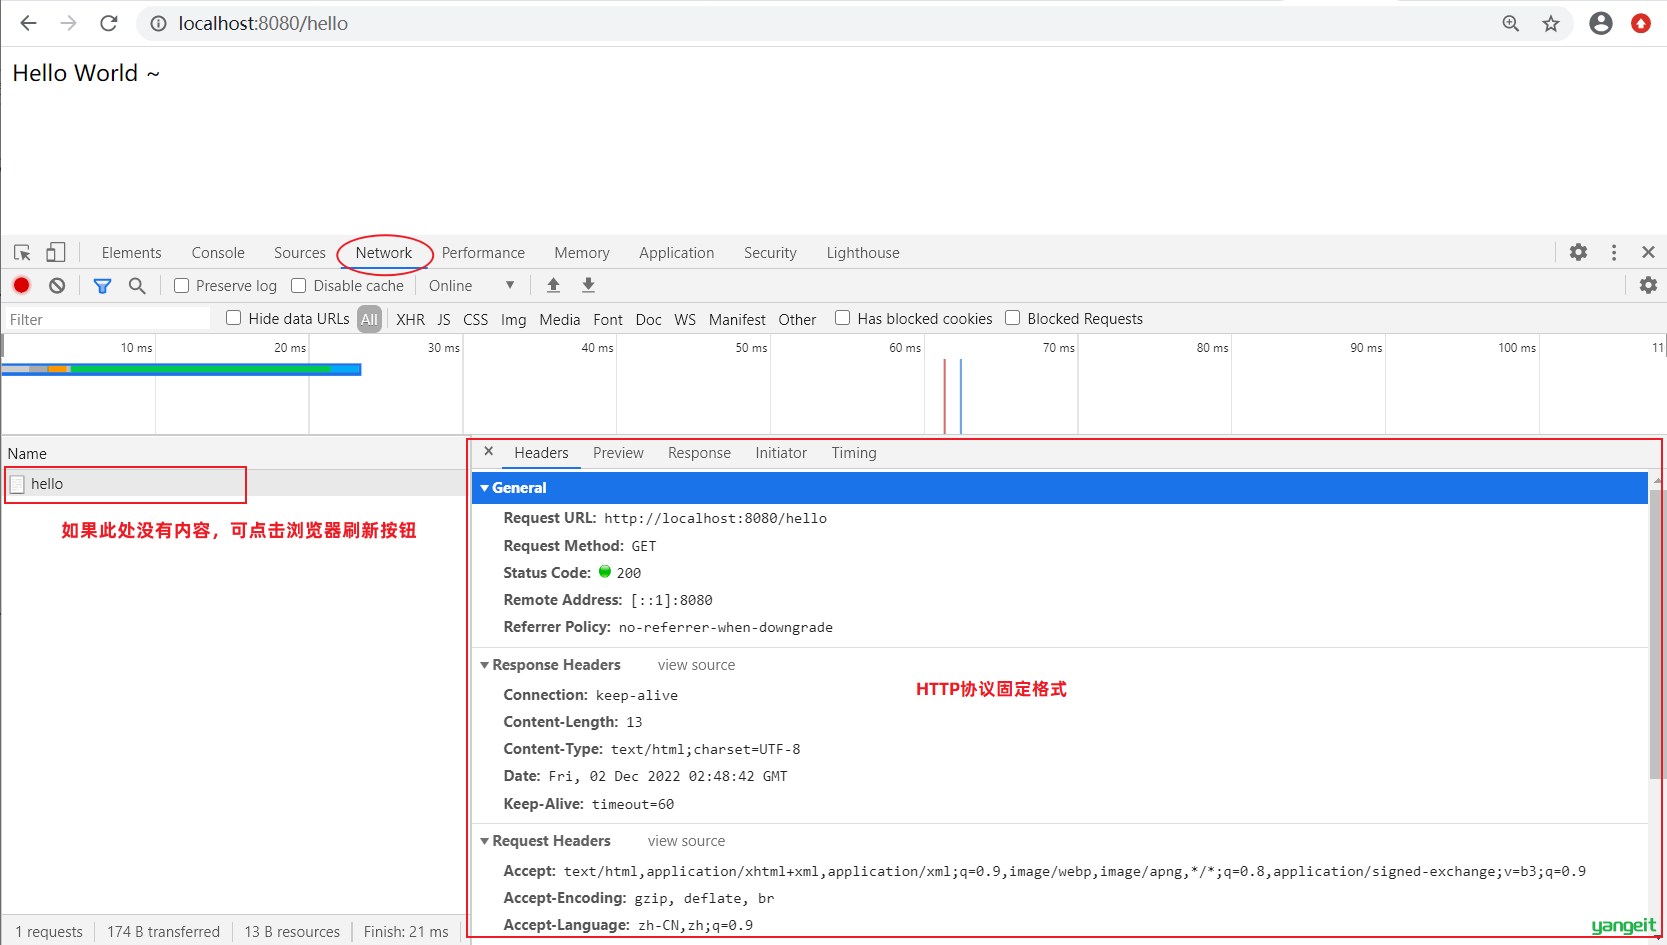 localhost:8080/hello
Hello World ~
Elements Console Sources Network Performance Memory Application Security Lighthouse
Preserve log Disable cache Online
Filter Hide data URLs All XHR JS CSS Img Media Font Doc WS Manifest Other Has blocked cookies Blocked Requests
10 ms 20 ms 30 ms 40 ms 50 ms 60 ms 70 ms 80 ms 90 ms 100 ms 11
Name
hello
如果此处没有内容，可点击浏览器刷新按钮
× Headers Preview Response Initiator Timing
General
Request URL: http://localhost:8080/hello
Request Method: GET
Status Code: 200
Remote Address: [::1]:8080
Referrer Policy: no-referrer-when-downgrade
Response Headers view source
HTTP协议固定格式
Connection: keep-alive
Content-Length: 13
Content-Type: text/html;charset=UTF-8
Date: Fri, 02 Dec 2022 02:48:42 GMT
Keep-Alive: timeout=60
Request Headers view source
Accept: text/html,application/xhtml+xml,application/xml;q=0.9,image/webp,image/apng,*/*;q=0.8,application/signed-exchange;v=b3;q=0.9
Accept-Encoding: gzip, deflate, br
Accept-Language: zh-CN,zh;q=0.9
1 requests 174 B transferred 13 B resources Finish: 21 ms
yangeit